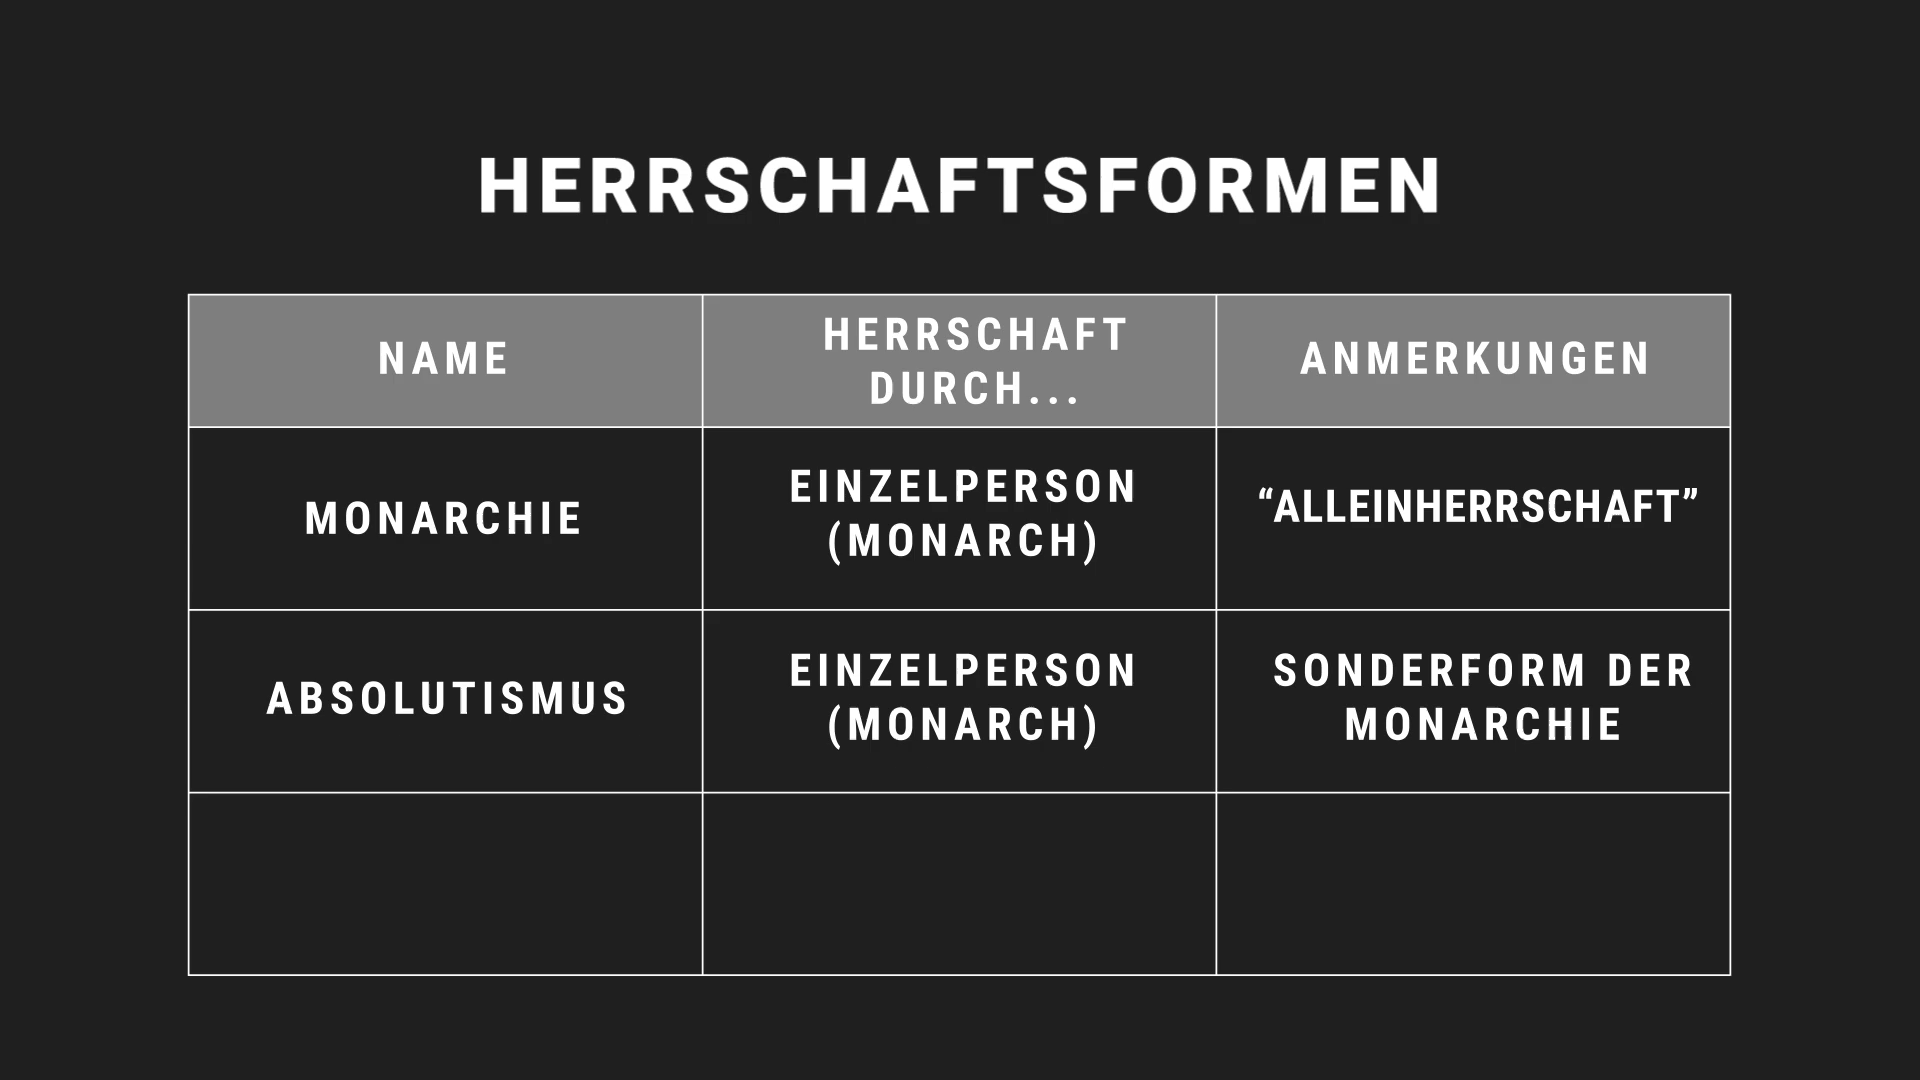 HERRSCHAFTSFORMEN
NAME
HERRSCHAFT
DURCH...
ANMERKUNGEN
MONARCHIE
EINZELPERSON
(MONARCH)
“ALLEINHERRSCHAFT”
ABSOLUTISMUS
EINZELPERSON
(MONARCH)
SONDERFORM DER
MONARCHIE